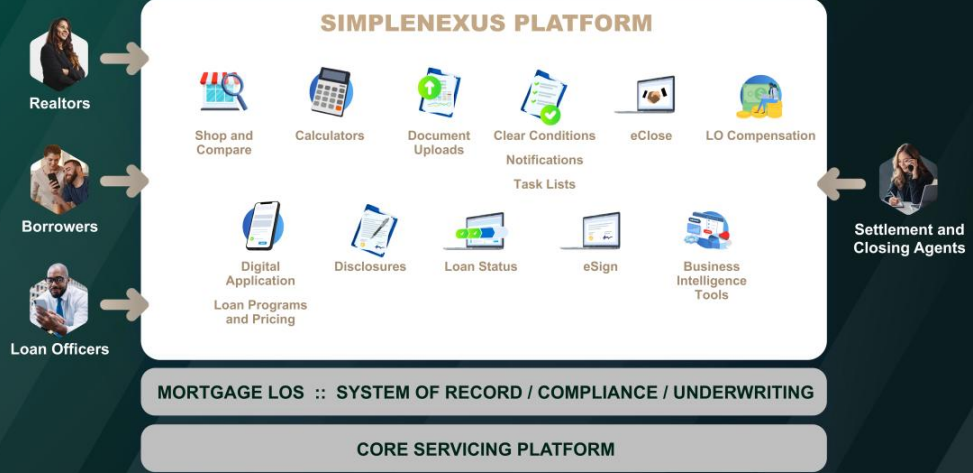 SIMPLENEXUS PLATFORM
Realtors
Shop and
Compare
Calculators
Document
Uploads
Clear Conditions
Notifications
Task Lists
eClose
LO Compensation
Borrowers
Settlement and
Closing Agents
Digital
Application
Loan Programs
and Pricing
Disclosures
Loan Status
eSign
Business
Intelligence
Tools
Loan Officers
MORTGAGE LOS :: SYSTEM OF RECORD / COMPLIANCE / UNDERWRITING
CORE SERVICING PLATFORM